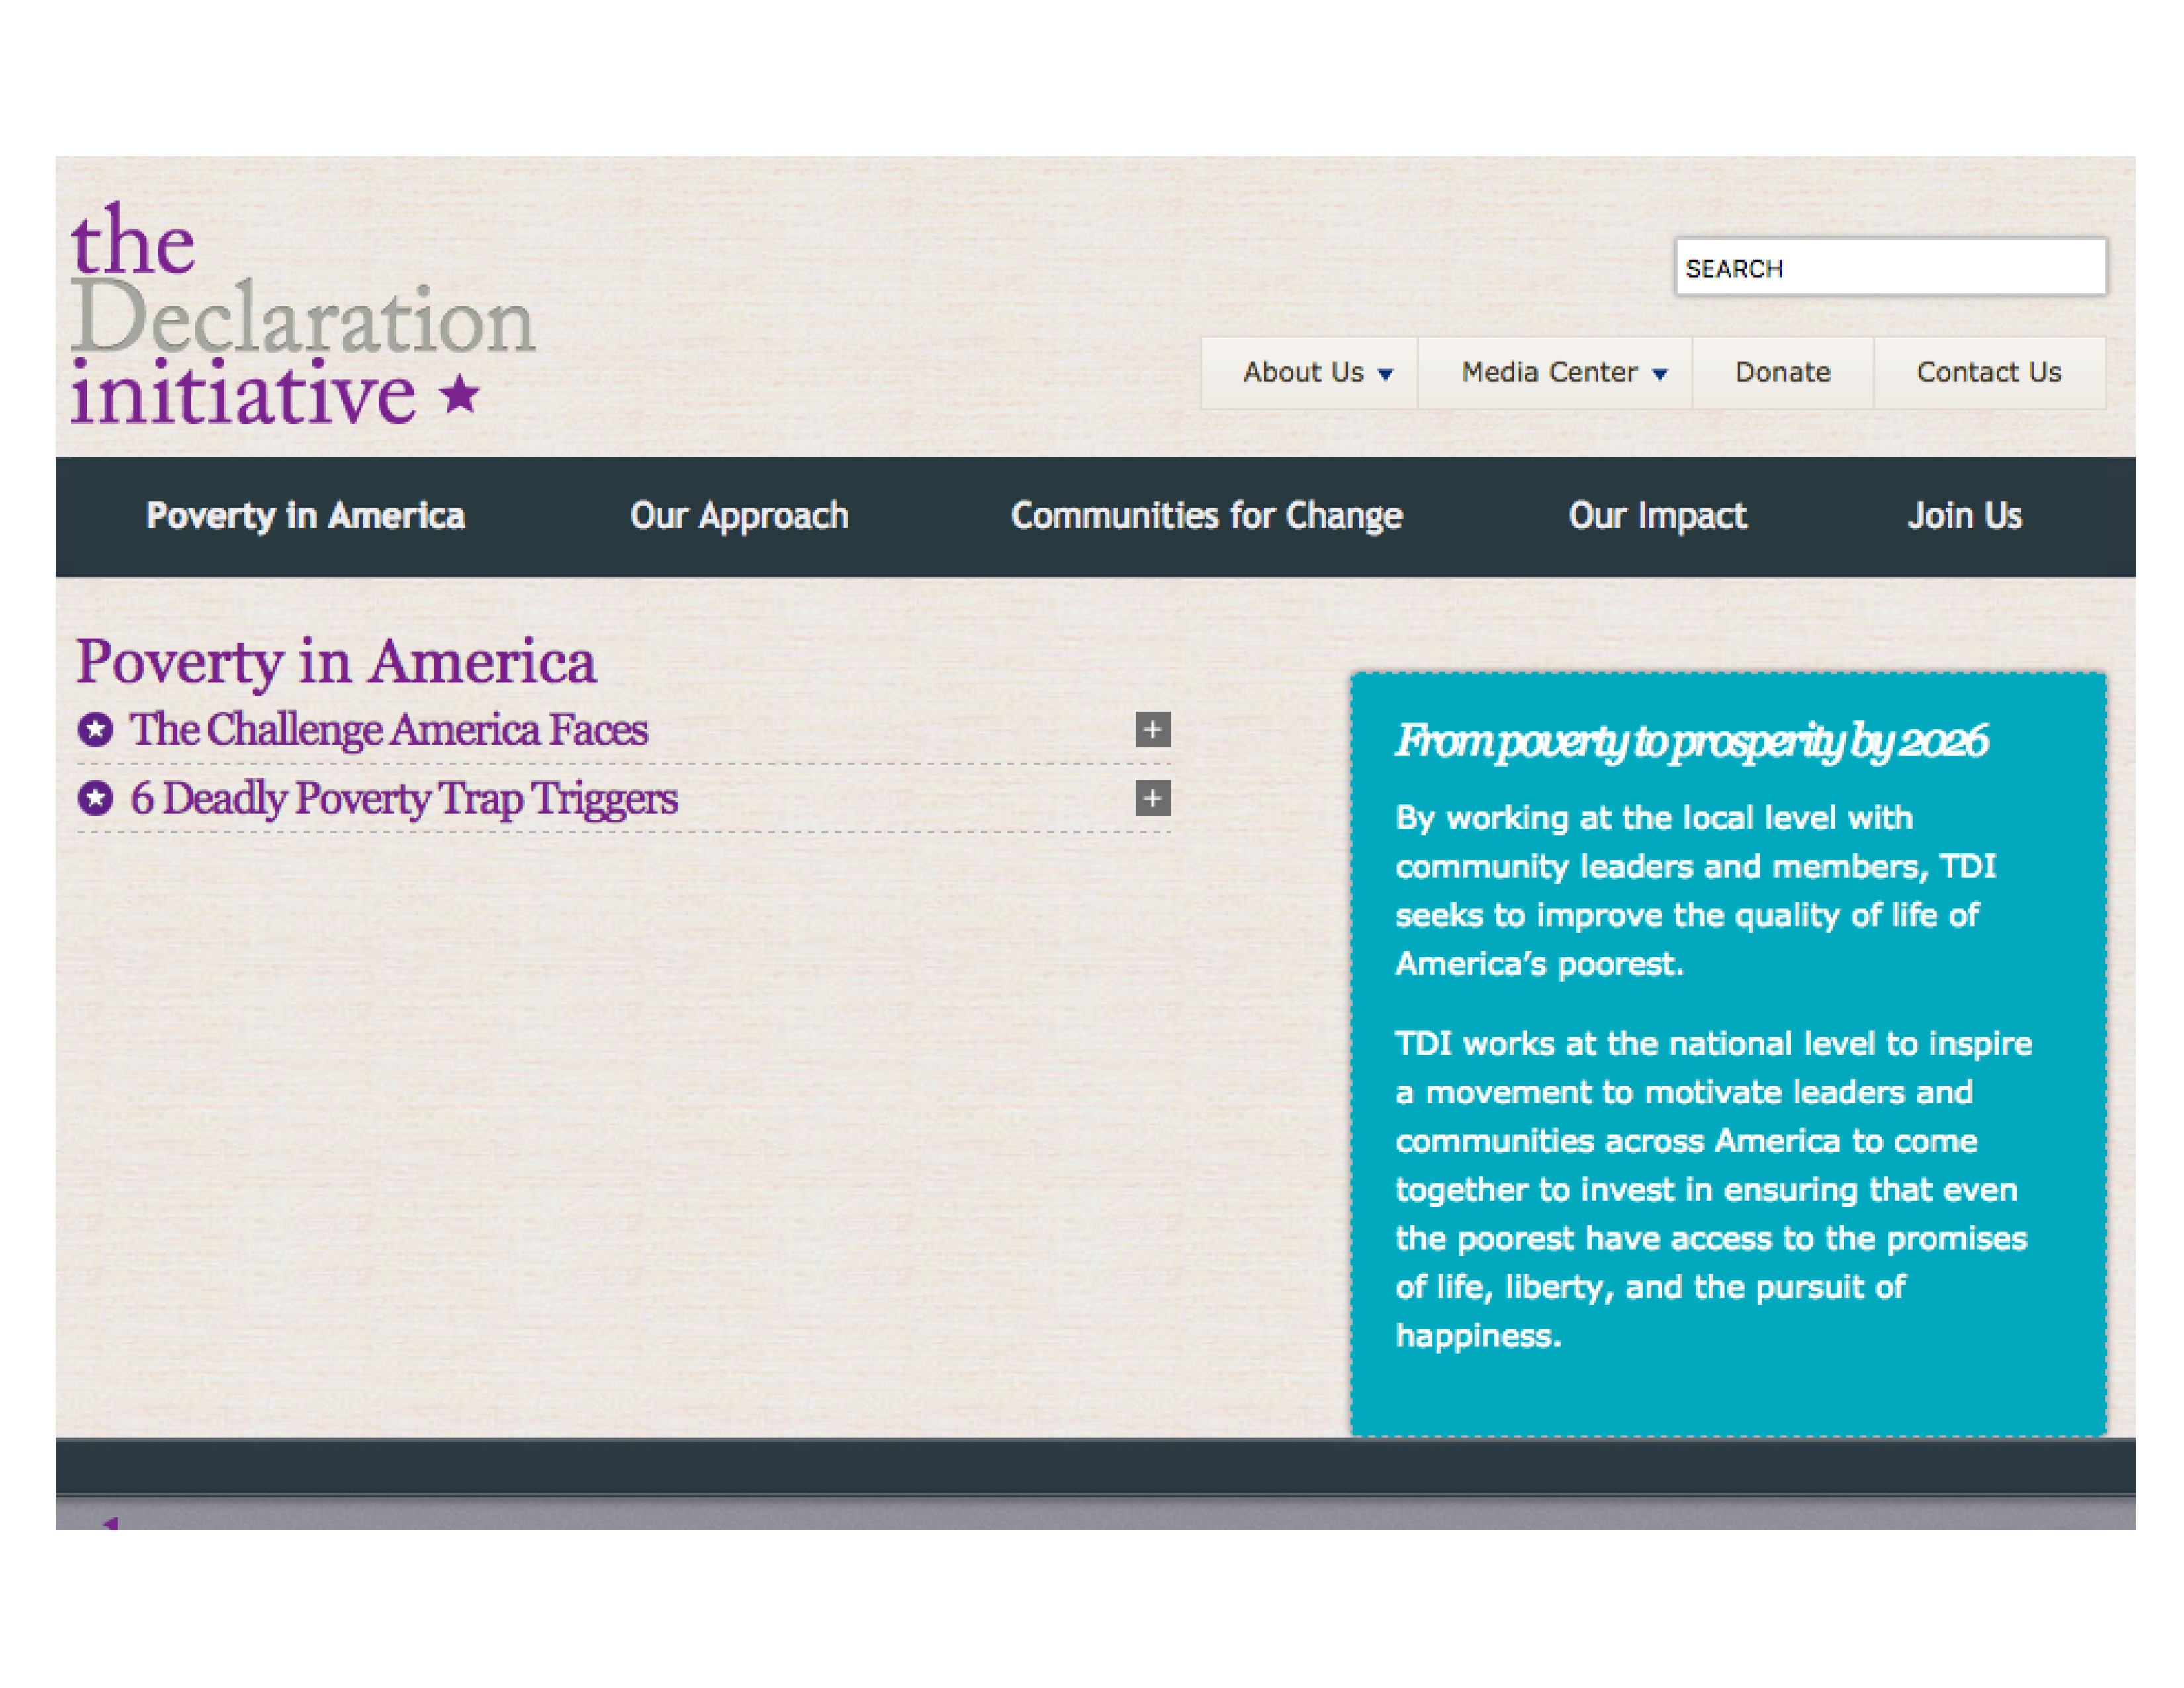 the
Declaration
initiative
SEARCH
About Us
Media Center
Donate
Contact Us
Poverty in America
Our Approach
Communities for Change
Our Impact
Join Us
Poverty in America
The Challenge America Faces
6 Deadly Poverty Trap Triggers
From poverty to prosperity by 2026
By working at the local level with
community leaders and members, TDI
seeks to improve the quality of life of
America’s poorest.
TDI works at the national level to inspire
a movement to motivate leaders and
communities across America to come
together to invest in ensuring that even
the poorest have access to the promises
of life, liberty, and the pursuit of
happiness.